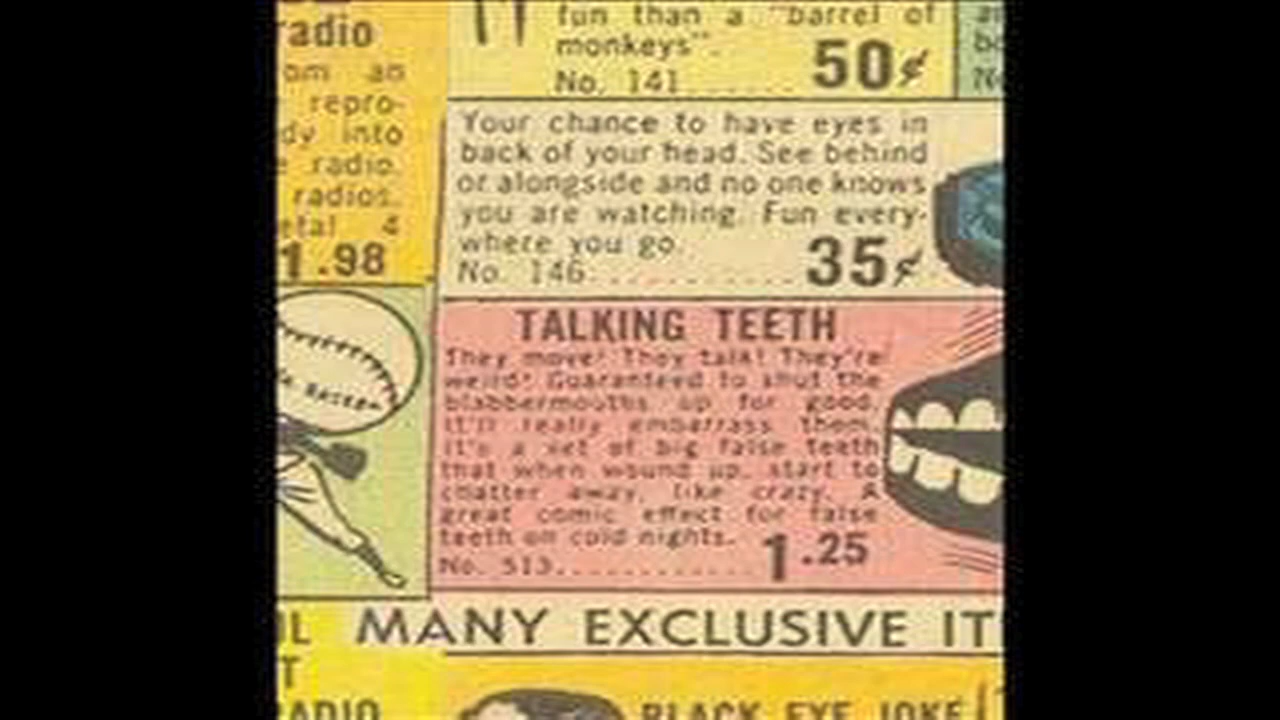 adio
om an
repro-
dy into
radio.
radios.
etal 4
1.98
fun than a "barrel of
monkeys".
No. 141.......
50¢
Your chance to have eyes in
back of your head. See behind
or alongside and no one knows
you are watching. Fun every-
where you go.
No. 146...........
35¢
TALKING TEETH
They move! They talk! They're
weird! Guaranteed to shut the
blabbermouths up for good.
It'll really embarrass them.
It's a set of big false teeth
that when wound up, start to
chatter away, like crazy. A
great comic effect for false
teeth on cold nights.
No. 513.............
1.25
MANY EXCLUSIVE IT
T
RADIO
BLACK EYE JOKE